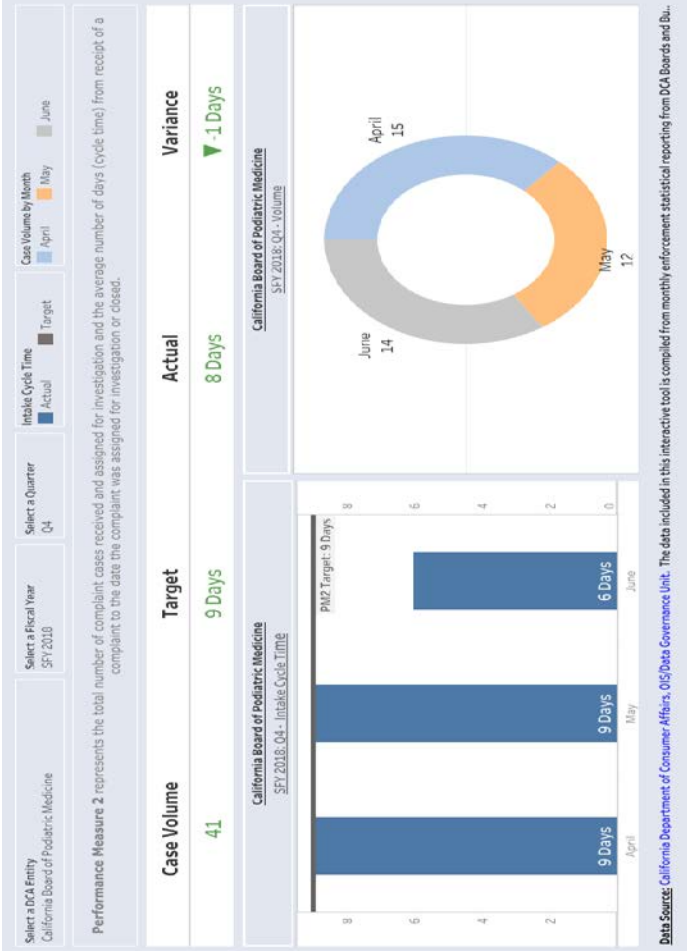 Select a DCA Entity
California Board of Podiatric Medicine
Select a Fiscal Year
SFY 2018
Select a Quarter
Q4
Intake Cycle Time
Actual Target
Case Volume by Month
April May June
Performance Measure 2 represents the total number of complaint cases received and assigned for investigation and the average number of days (cycle time) from receipt of a
complaint to the date the complaint was assigned for investigation or closed.
Case Volume Target Actual Variance
41 9 Days 8 Days ▼ -1 Days
California Board of Podiatric Medicine
SFY 2018: Q4 - Intake Cycle Time
PM2 Target: 9 Days
8 8
6 6
4 4
2 2
0
9 Days 9 Days 6 Days
April May June
California Board of Podiatric Medicine
SFY 2018: Q4 - Volume
June
14
April
15
May
12
Data Source: California Department of Consumer Affairs, OIS/Data Governance Unit. The data included in this interactive tool is compiled from monthly enforcement statistical reporting from DCA Boards and Bu..